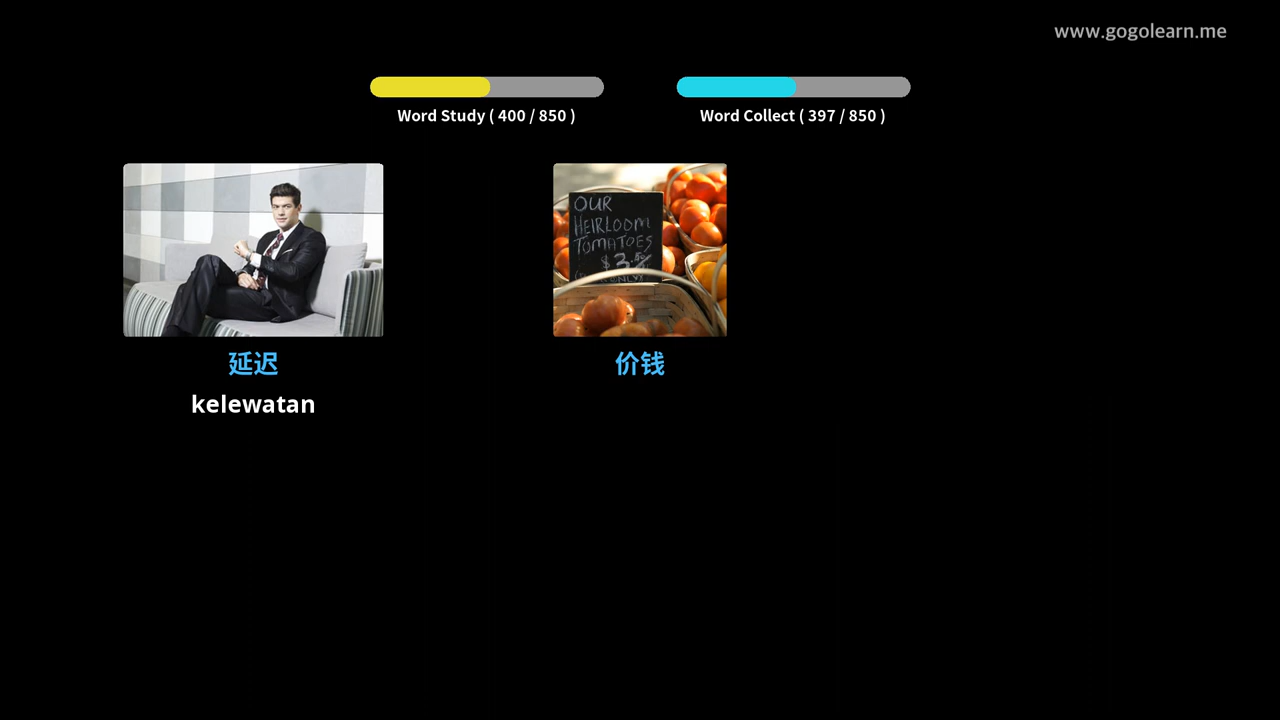 www.gogolearn.me
Word Study ( 400 / 850 )
Word Collect ( 397 / 850 )
OUR
HEIRLOOM
TOMATOES
延迟
价钱
kelewatan